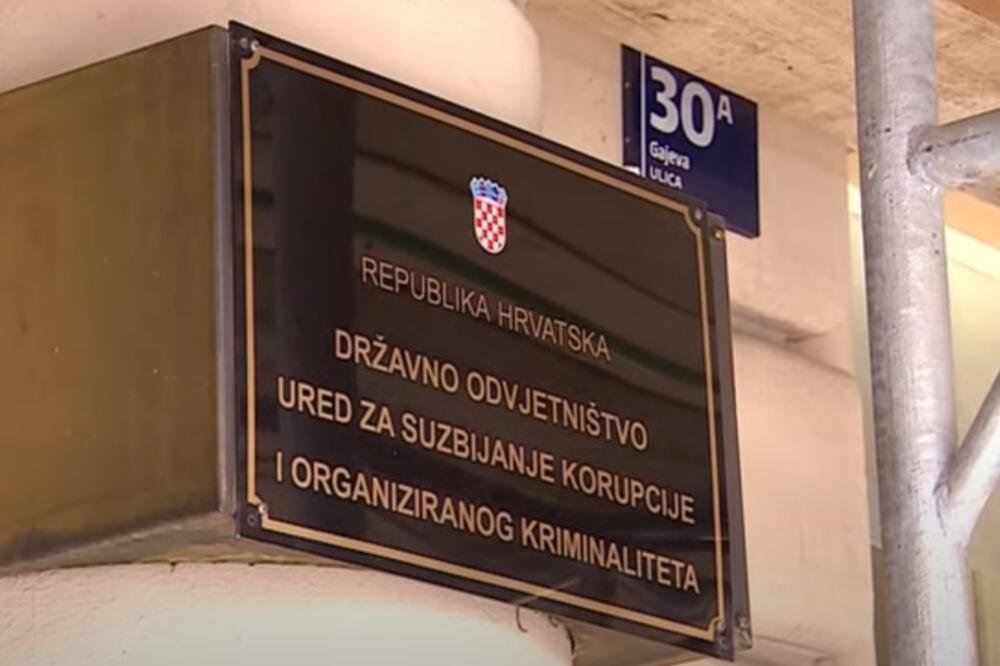 30A
Gajeva
ULICA
REPUBLIKA HRVATSKA
DRŽAVNO ODVJETNIŠTVO
URED ZA SUZBIJANJE KORUPCIJE
I ORGANIZIRANOG KRIMINALITETA